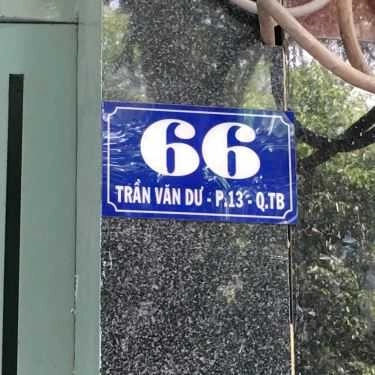 66
TRẦN VĂN DƯ - P.13 - Q.TB